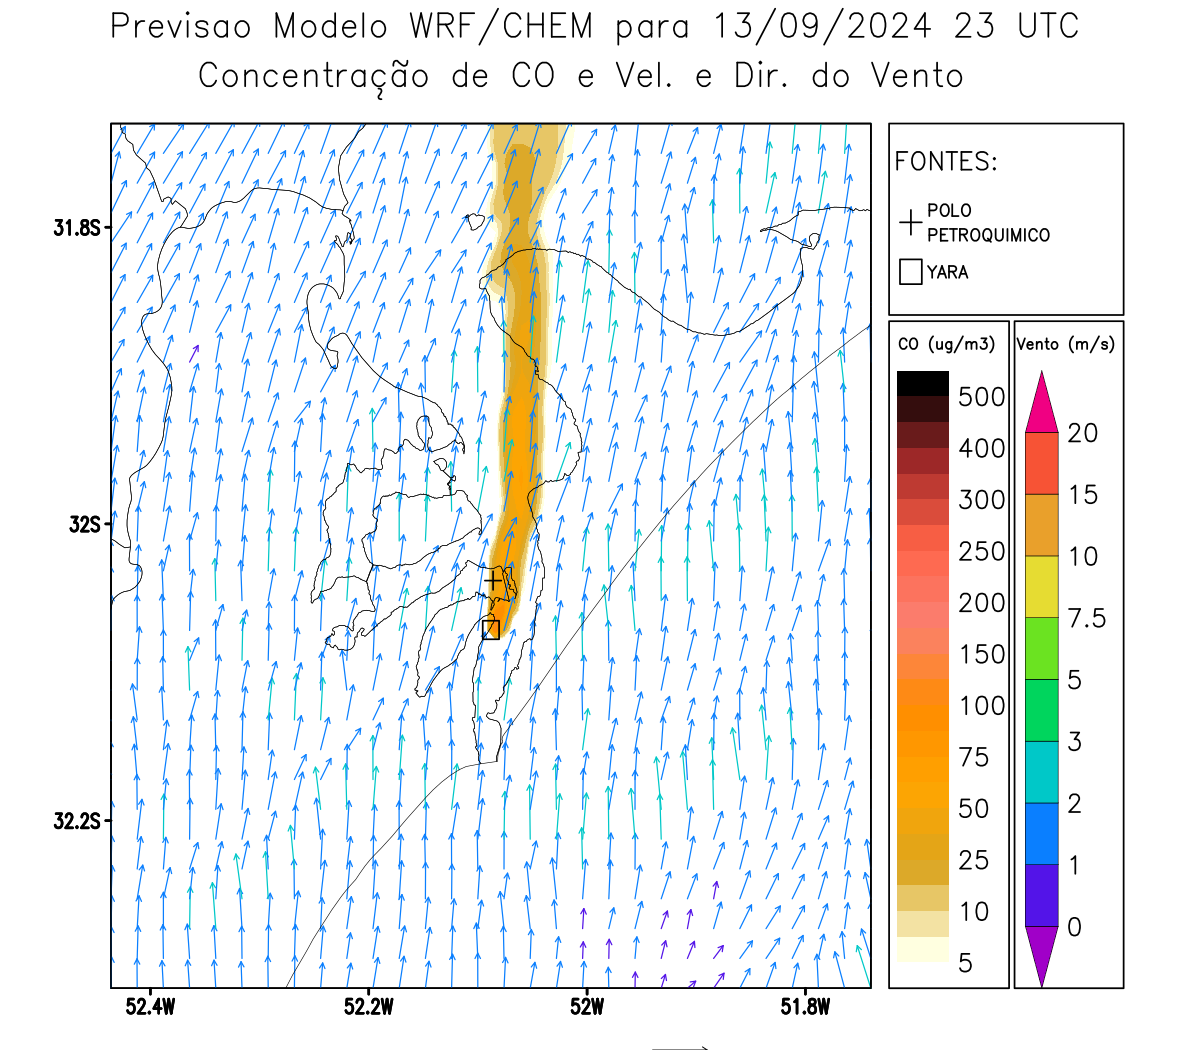 Previsao Modelo WRF/CHEM para 13/09/2024 23 UTC
Concentração de CO e Vel. e Dir. do Vento
FONTES:
POLO
PETROQUIMICO
YARA
CO (ug/m3)
500
400
300
250
200
150
100
75
50
25
10
5
Vento (m/s)
20
15
10
7.5
5
3
2
1
0
31.8S
32S
32.2S
52.4W
52.2W
52W
51.8W